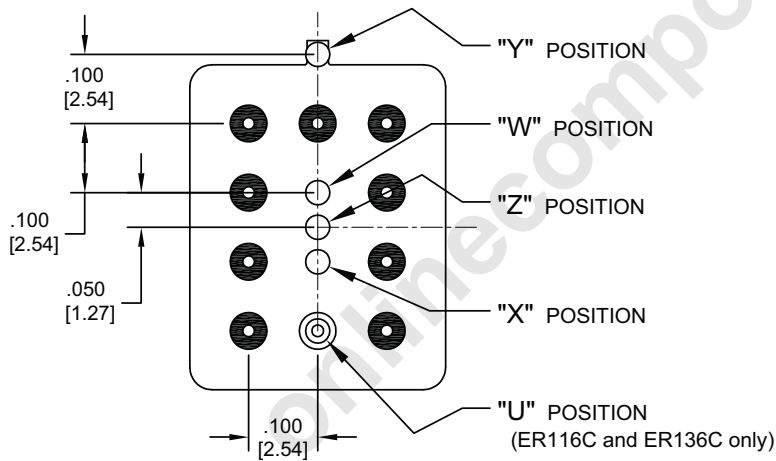 "Y" POSITION
.100
[2.54]
"W" POSITION
"Z" POSITION
.100
[2.54]
.050
[1.27]
"X" POSITION
"U" POSITION
(ER116C and ER136C only)
.100
[2.54]
onlinecompo